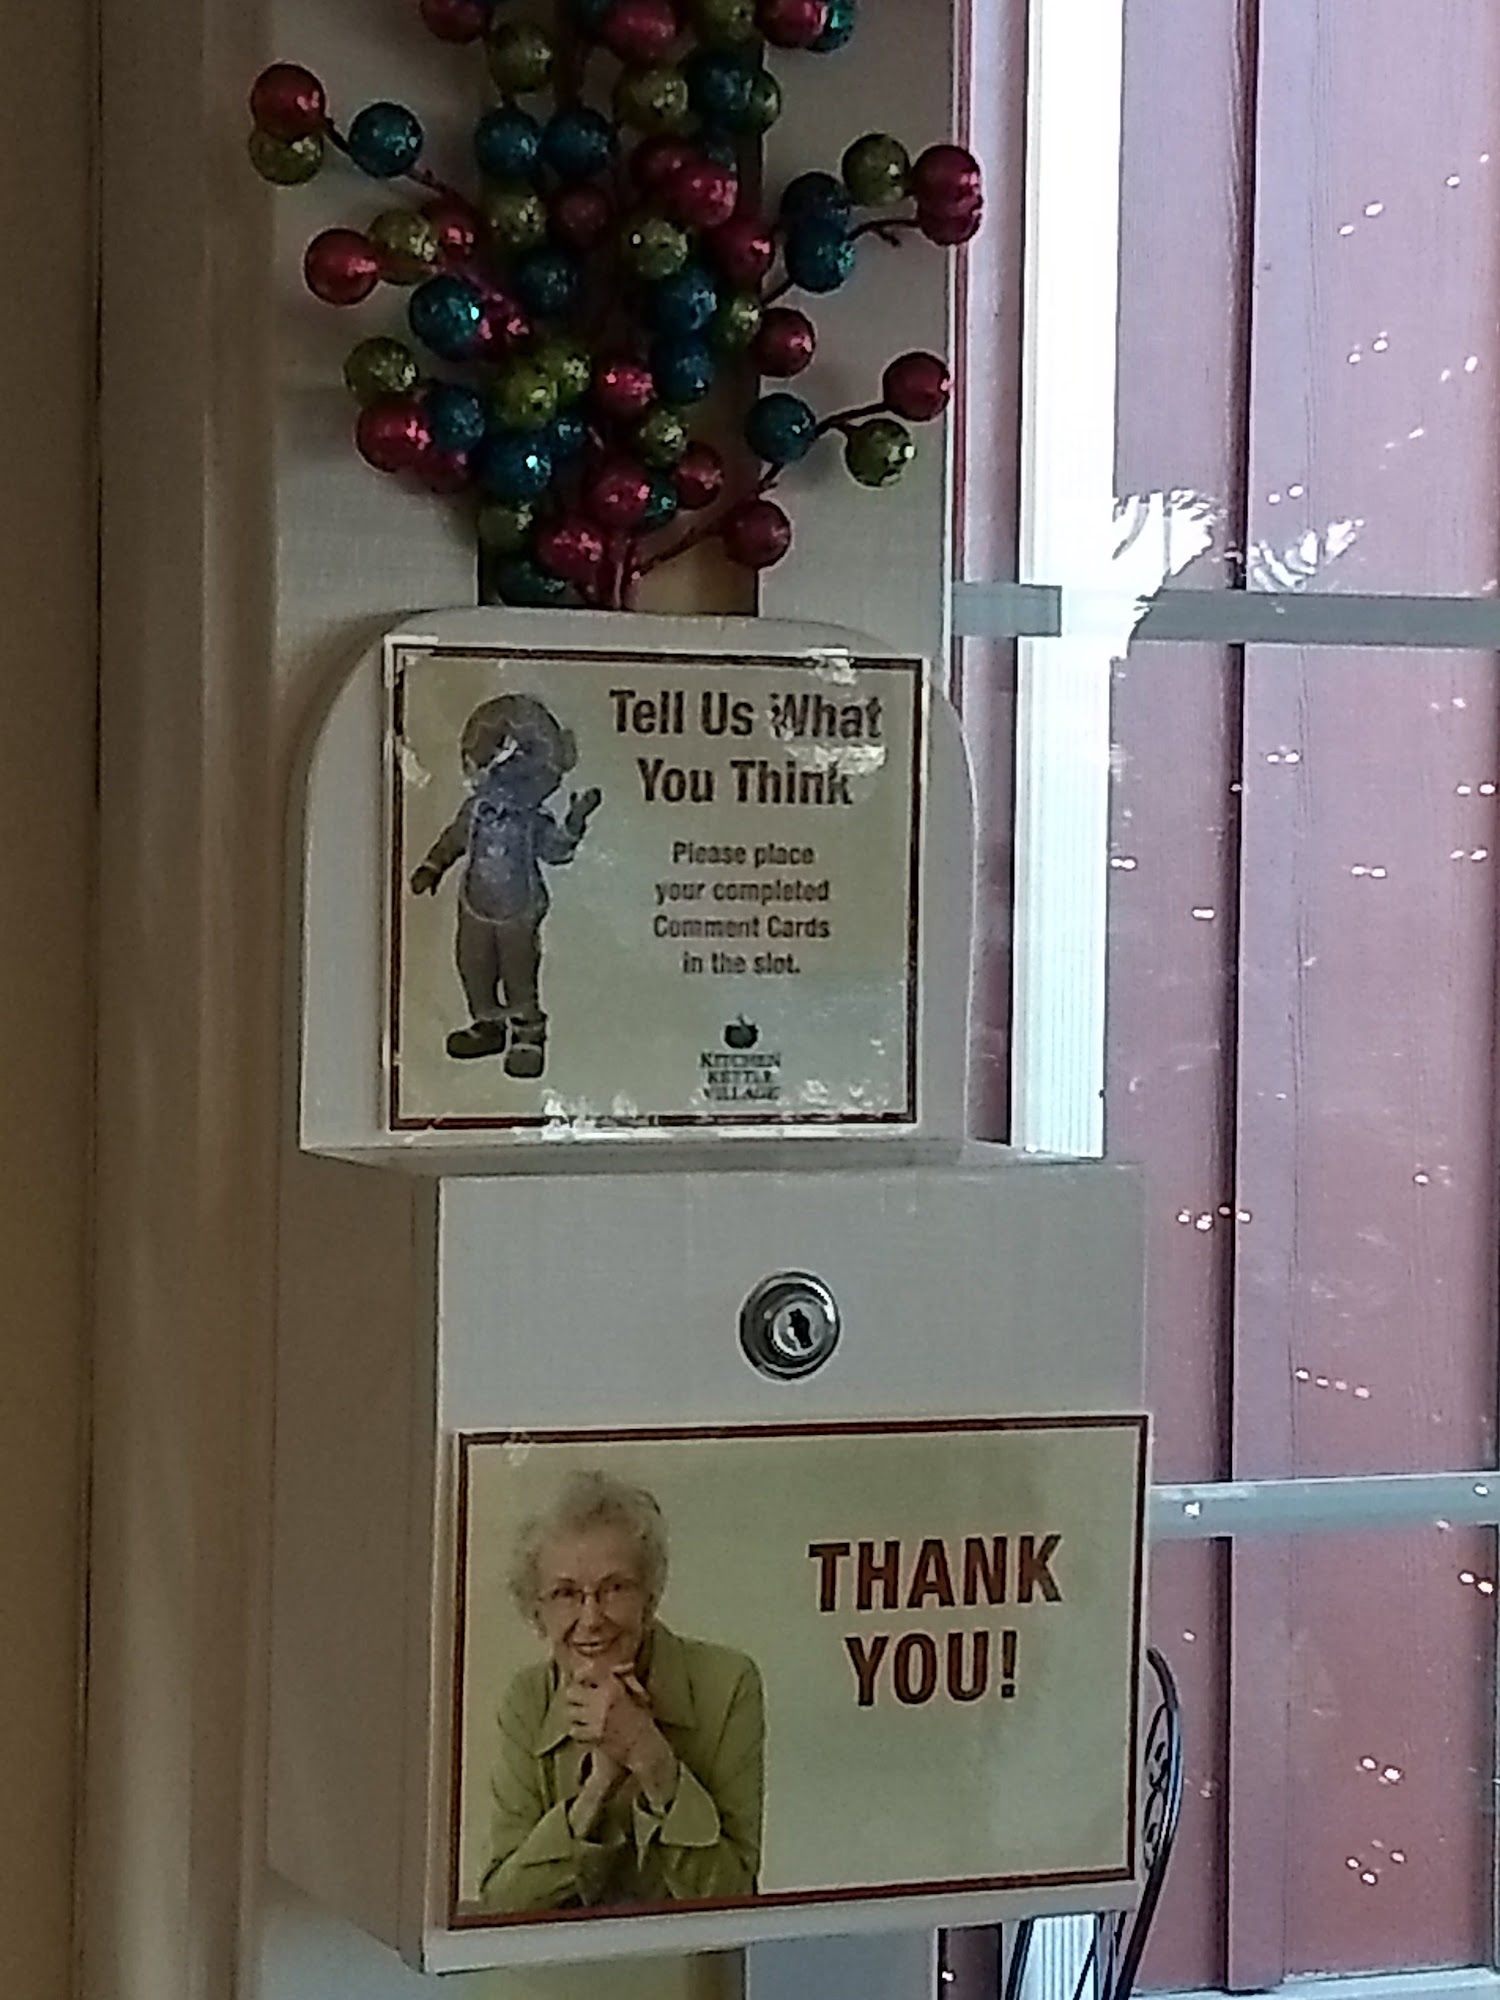 Tell Us What
You Think
Please place
your completed
Comment Cards
in the slot.
KITCHEN
KETTLE
VILLAGE
THANK
YOU!